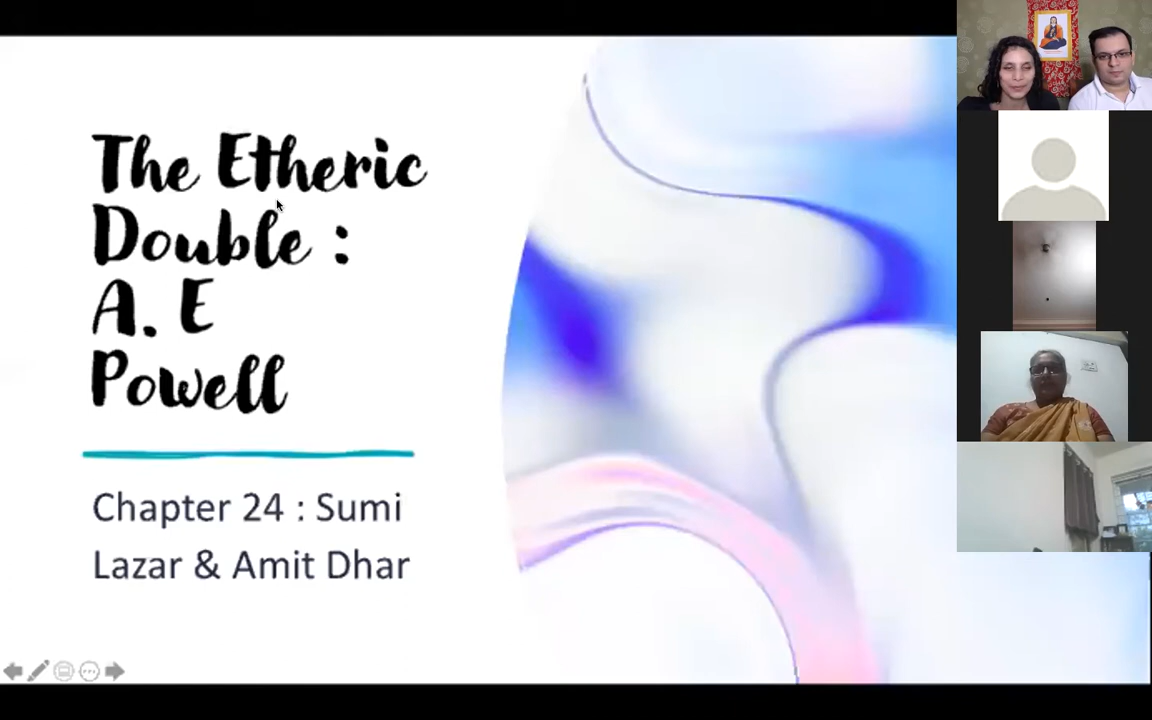 The Etheric
Double :
A. E
Powell
Chapter 24 : Sumi
Lazar & Amit Dhar